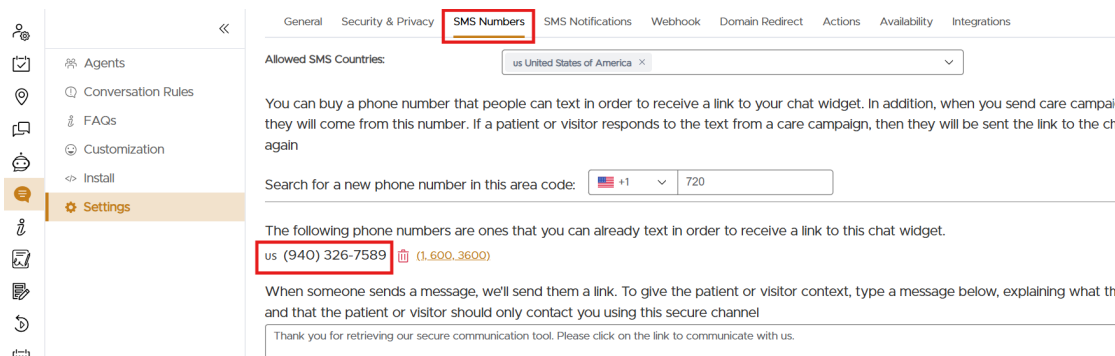 General Security & Privacy SMS Numbers SMS Notifications Webhook Domain Redirect Actions Availability Integrations
Agents
Conversation Rules
FAQs
Customization
Install
Settings
Allowed SMS Countries:
us United States of America ×
You can buy a phone number that people can text in order to receive a link to your chat widget. In addition, when you send care
they will come from this number. If a patient or visitor responds to the text from a care campaign, then they will be sent the link to the
again
Search for a new phone number in this area code: +1 720
The following phone numbers are ones that you can already text in order to receive a link to this chat widget.
US (940) 326-7589 (1, 600, 3600)
When someone sends a message, we'll send them a link. To give the patient or visitor context, type a message below, explaining what
and that the patient or visitor should only contact you using this secure channel
Thank you for retrieving our secure communication tool. Please click on the link to communicate with us.